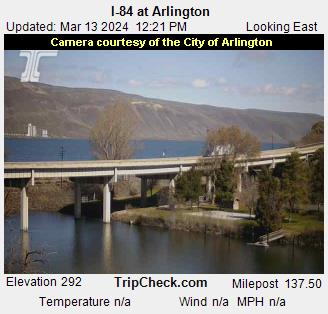 I-84 at Arlington
Updated: Mar 13 2024 12:21 PM Looking East
Camera courtesy of the City of Arlington
Elevation 292 TripCheck.com Milepost 137.50
Temperature n/a Wind n/a MPH n/a